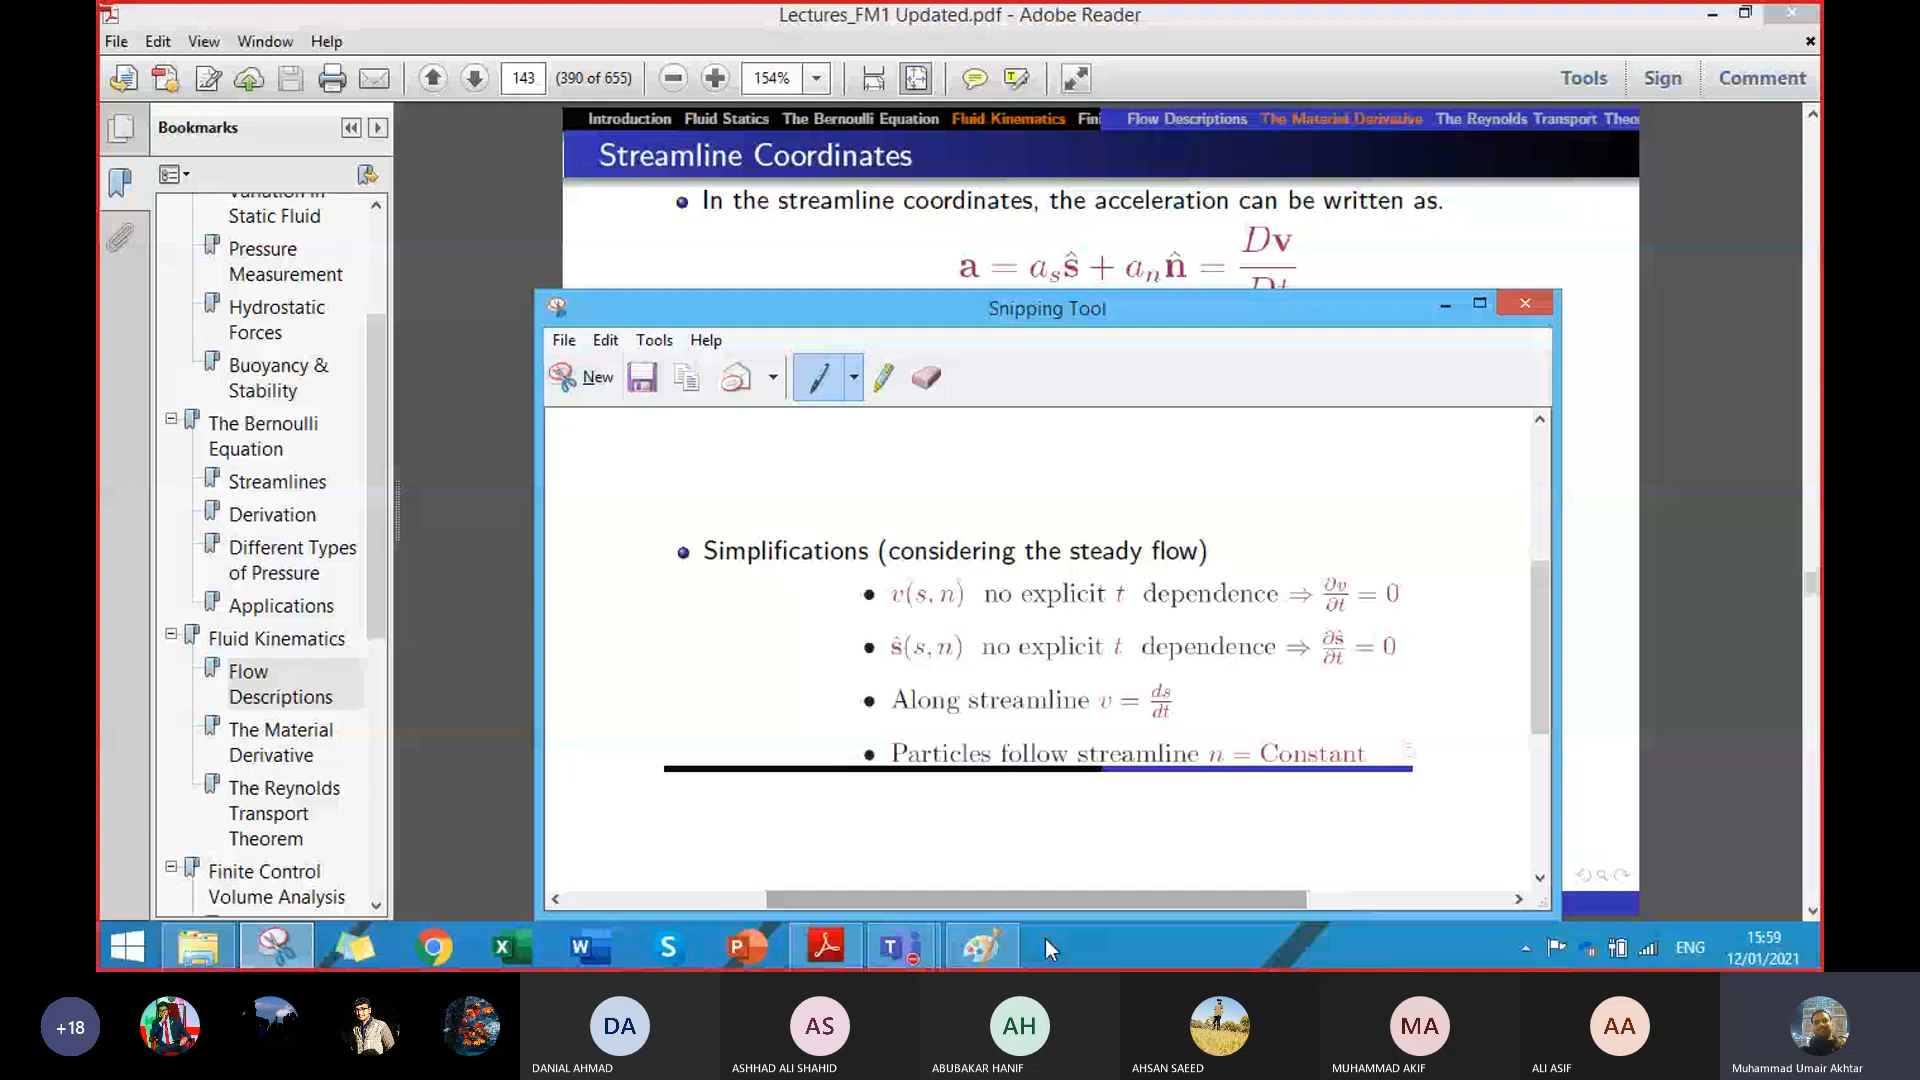 Lectures_FM1 Updated.pdf - Adobe Reader
File Edit View Window Help
143 (390 of 655) 154% Tools Sign Comment
Bookmarks
Variation in
Static Fluid
Pressure
Measurement
Hydrostatic
Forces
Buoyancy &
Stability
The Bernoulli
Equation
Streamlines
Derivation
Different Types
of Pressure
Applications
Fluid Kinematics
Flow
Descriptions
The Material
Derivative
The Reynolds
Transport
Theorem
Finite Control
Volume Analysis
Introduction Fluid Statics The Bernoulli Equation Fluid Kinematics Fini Flow Descriptions The Material Derivative The Reynolds Transport Theor
Streamline Coordinates
In the streamline coordinates, the acceleration can be written as.
a = a_s ŝ + a_n n̂ = Dv/Dt
Snipping Tool
File Edit Tools Help
New
Simplifications (considering the steady flow)
v(s, n) no explicit t dependence ⇒ ∂v/∂t = 0
ŝ(s, n) no explicit t dependence ⇒ ∂ŝ/∂t = 0
Along streamline v = ds/dt
Particles follow streamline n = Constant
ENG
15:59
12/01/2021
+18 DA AS AH MA AA
DANIAL AHMAD ASHHAD ALI SHAHID ABUBAKAR HANIF AHSAN SAEED MUHAMMAD AKIF ALI ASIF Muhammad Umair Akhtar